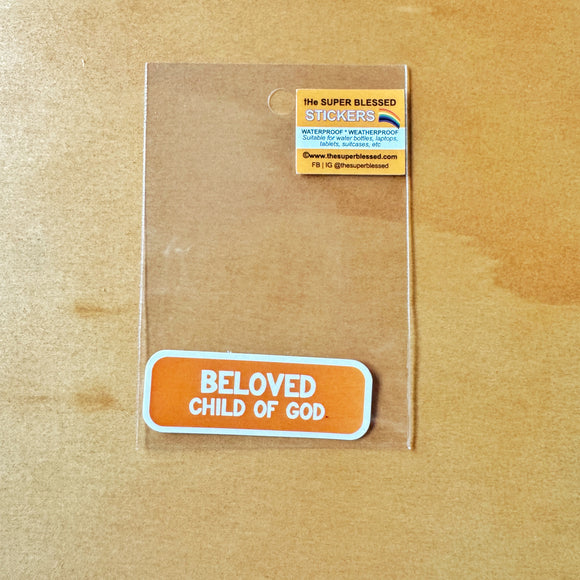 tHe SUPER BLESSED
STICKERS
WATERPROOF * WEATHERPROOF
Suitable for water bottles, laptops,
tablets, suitcases, etc
©www.thesuperblessed.com
FB | IG @thesuperblessed
BELOVED
CHILD OF GOD